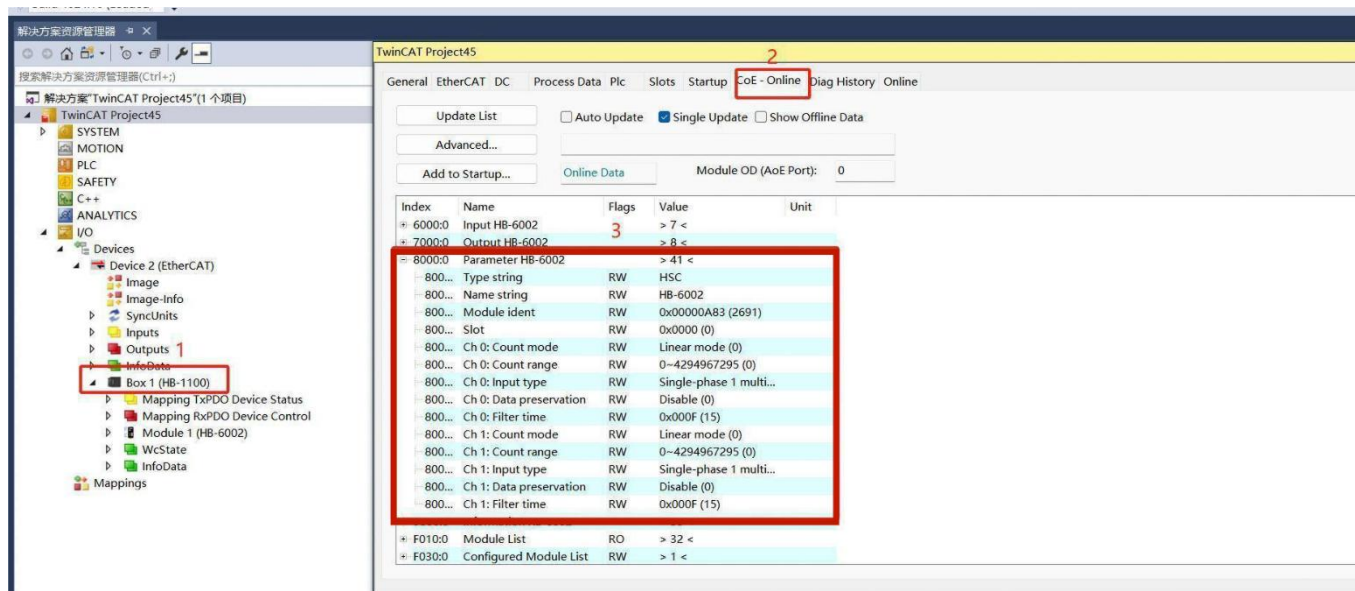 解决方案资源管理器
搜索解决方案资源管理器(Ctrl+;)
解决方案"TwinCAT Project45"(1 个项目)
TwinCAT Project45
SYSTEM
MOTION
PLC
SAFETY
C++
ANALYTICS
I/O
Devices
Device 2 (EtherCAT)
Image
Image-Info
SyncUnits
Inputs
Outputs 1
InfoData
Box 1 (HB-1100)
Mapping TxPDO Device Status
Mapping RxPDO Device Control
Module 1 (HB-6002)
WcState
InfoData
Mappings
TwinCAT Project45
2
General EtherCAT DC Process Data Plc Slots Startup CoE - Online Diag History Online
Update List Auto Update Single Update Show Offline Data
Advanced...
Add to Startup... Online Data Module OD (AoE Port): 0
Index Name Flags Value Unit
6000:0 Input HB-6002 > 7 <
3
7000:0 Output HB-6002 > 8 <
8000:0 Parameter HB-6002 > 41 <
800... Type string RW HSC
800... Name string RW HB-6002
800... Module ident RW 0x00000A83 (2691)
800... Slot RW 0x0000 (0)
800... Ch 0: Count mode RW Linear mode (0)
800... Ch 0: Count range RW 0~4294967295 (0)
800... Ch 0: Input type RW Single-phase 1 multi...
800... Ch 0: Data preservation RW Disable (0)
800... Ch 0: Filter time RW 0x000F (15)
800... Ch 1: Count mode RW Linear mode (0)
800... Ch 1: Count range RW 0~4294967295 (0)
800... Ch 1: Input type RW Single-phase 1 multi...
800... Ch 1: Data preservation RW Disable (0)
800... Ch 1: Filter time RW 0x000F (15)
F010:0 Module List RO > 32 <
F030:0 Configured Module List RW > 1 <